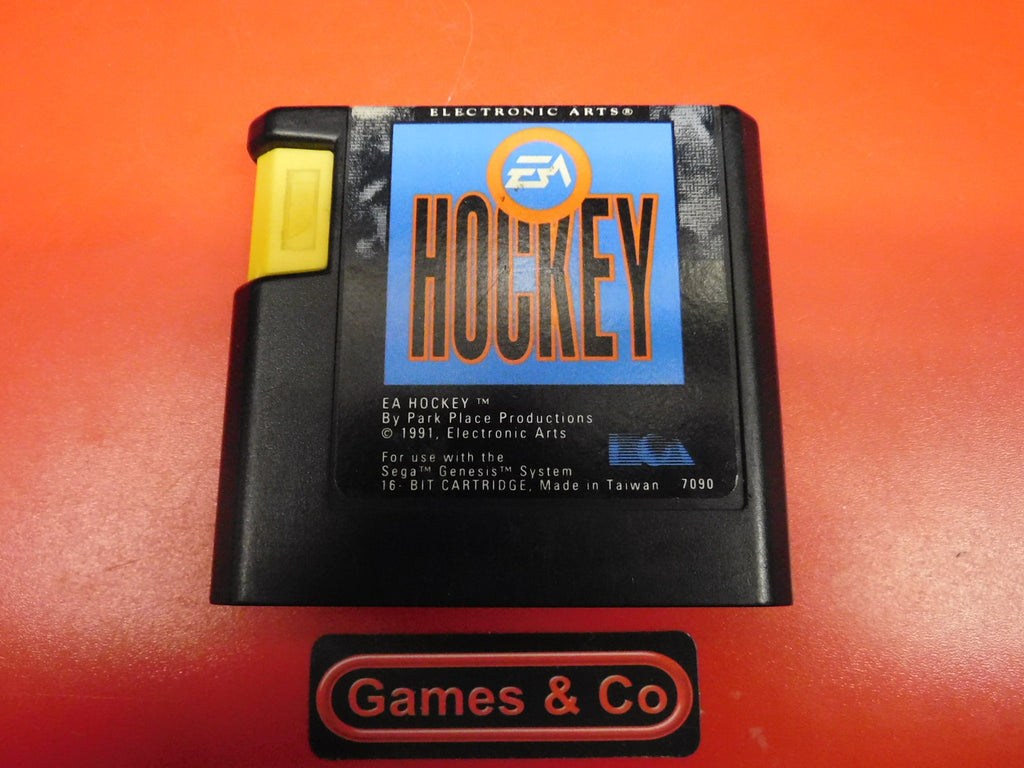 ELECTRONIC ARTS®
EA
HOCKEY
EA HOCKEY ™
By Park Place Productions
© 1991, Electronic Arts
EA
For use with the
Sega™ Genesis™ System
16- BIT CARTRIDGE, Made in Taiwan 7090
Games & Co